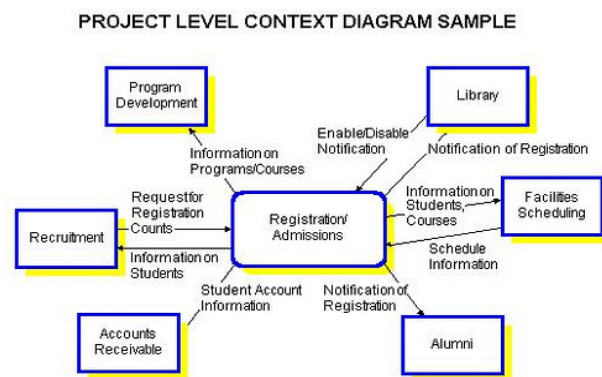 PROJECT LEVEL CONTEXT DIAGRAM SAMPLE
Program
Development
Library
Enable/Disable
Notification
Notification of Registration
Information on
Programs/Courses
Request for
Registration
Counts
Registration/
Admissions
Information on
Students,
Courses
Facilities
Scheduling
Recruitment
Information on
Students
Schedule
Information
Student Account
Information
Notification of
Registration
Accounts
Receivable
Alumni